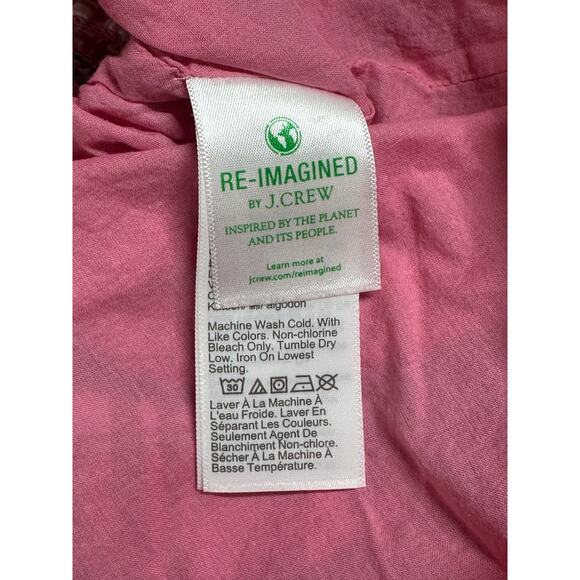 RE-IMAGINED
BY J.CREW
INSPIRED BY THE PLANET
AND ITS PEOPLE.
Learn more at
jcrew.com/reimagined
algodon
Machine Wash Cold. With
Like Colors. Non-chlorine
Bleach Only. Tumble Dry
Low. Iron On Lowest
Setting.
30
Laver À La Machine À
L'eau Froide. Laver En
Séparant Les Couleurs.
Seulement Agent De
Blanchiment Non-chlore.
Sécher À La Machine À
Basse Température.